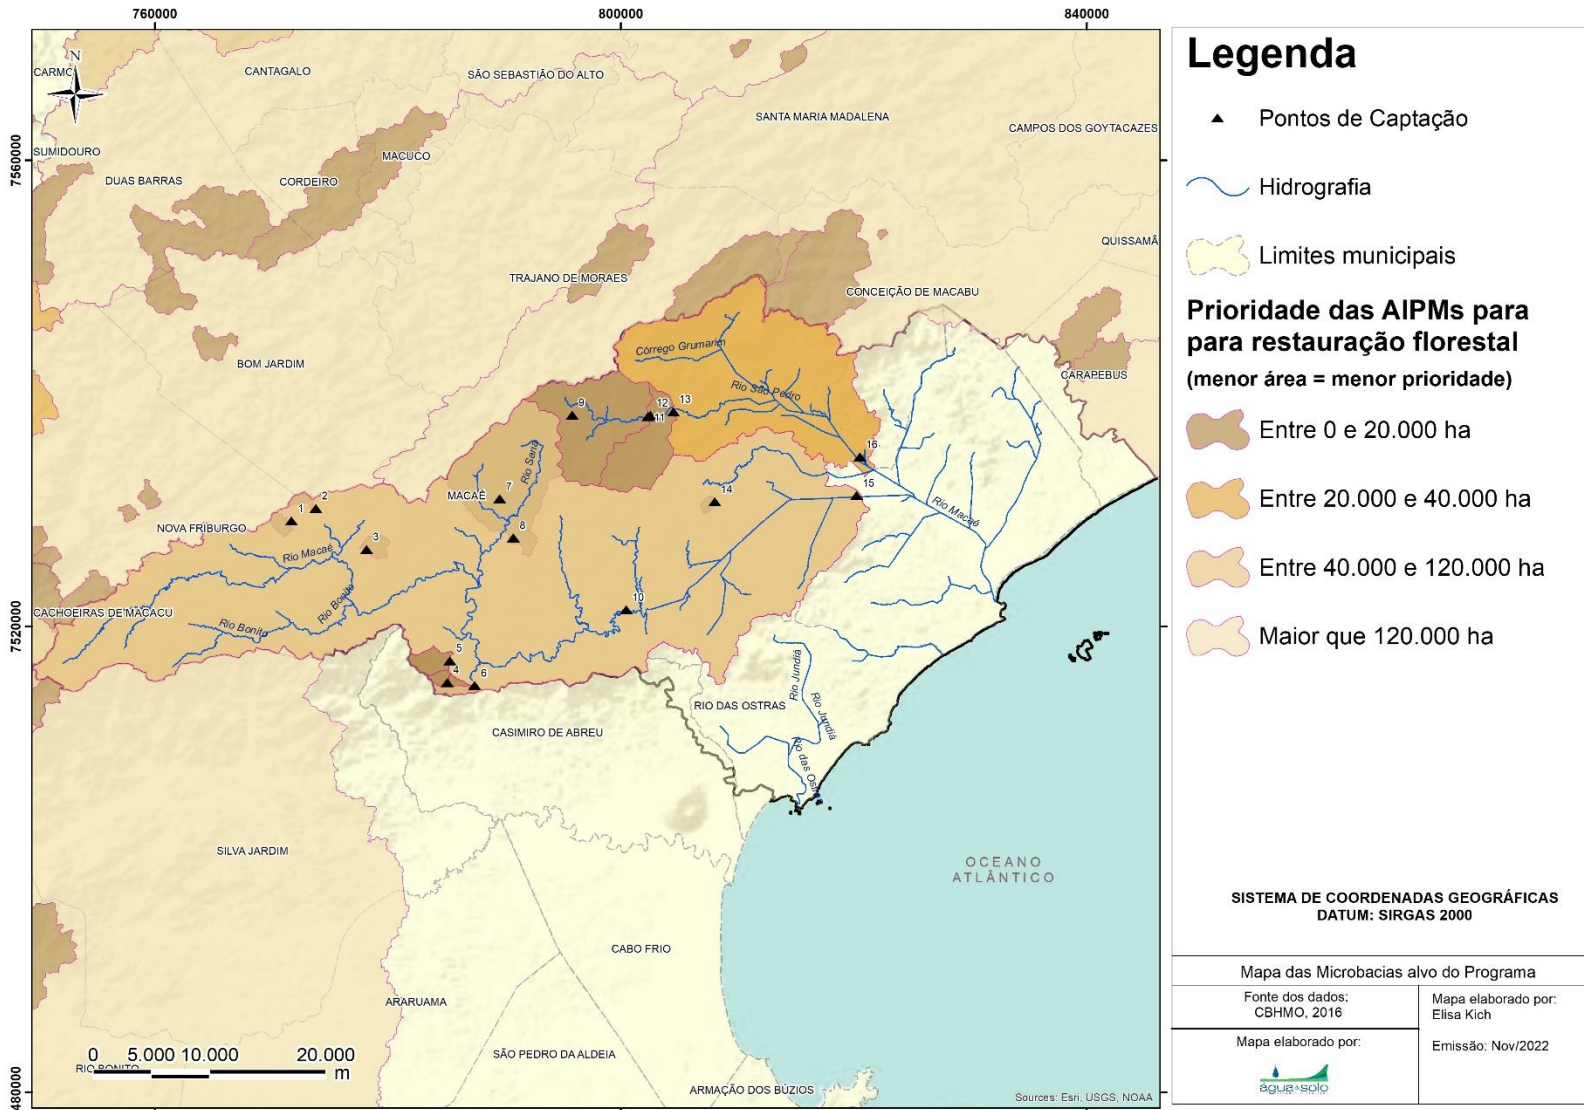 760000
800000
840000
7560000
7520000
480000
N
CARMO
CANTAGALO
SÃO SEBASTIÃO DO ALTO
SANTA MARIA MADALENA
CAMPOS DOS GOYTACAZES
SUMIDOURO
MACUCO
DUAS BARRAS
CORDEIRO
QUISSAMÃ
TRAJANO DE MORAES
CONCEIÇÃO DE MACABU
BOM JARDIM
Córrego Grumarim
CARAPEBUS
Rio São Pedro
9
12
11
13
16
Rio Sana
MACAÉ
7
14
15
2
1
NOVA FRIBURGO
Rio Macaé
8
3
Rio Macaé
Rio Bonito
10
CACHOEIRAS DE MACACU
Rio Bonito
5
4
6
Rio Jundiá
RIO DAS OSTRAS
Rio Jundiá
CASIMIRO DE ABREU
Rio das Ostras
SILVA JARDIM
OCEANO
ATLÂNTICO
CABO FRIO
ARARUAMA
SÃO PEDRO DA ALDEIA
0 5.000 10.000 20.000
m
RIO BONITO
ARMAÇÃO DOS BÚZIOS
Sources: Esri, USGS, NOAA
Legenda
Pontos de Captação
Hidrografia
Limites municipais
Prioridade das AIPMs para
para restauração florestal
(menor área = menor prioridade)
Entre 0 e 20.000 ha
Entre 20.000 e 40.000 ha
Entre 40.000 e 120.000 ha
Maior que 120.000 ha
SISTEMA DE COORDENADAS GEOGRÁFICAS
DATUM: SIRGAS 2000
Mapa das Microbacias alvo do Programa
Fonte dos dados:
CBHMO, 2016
Mapa elaborado por:
Elisa Kich
Emissão: Nov/2022
Mapa elaborado por:
água e solo